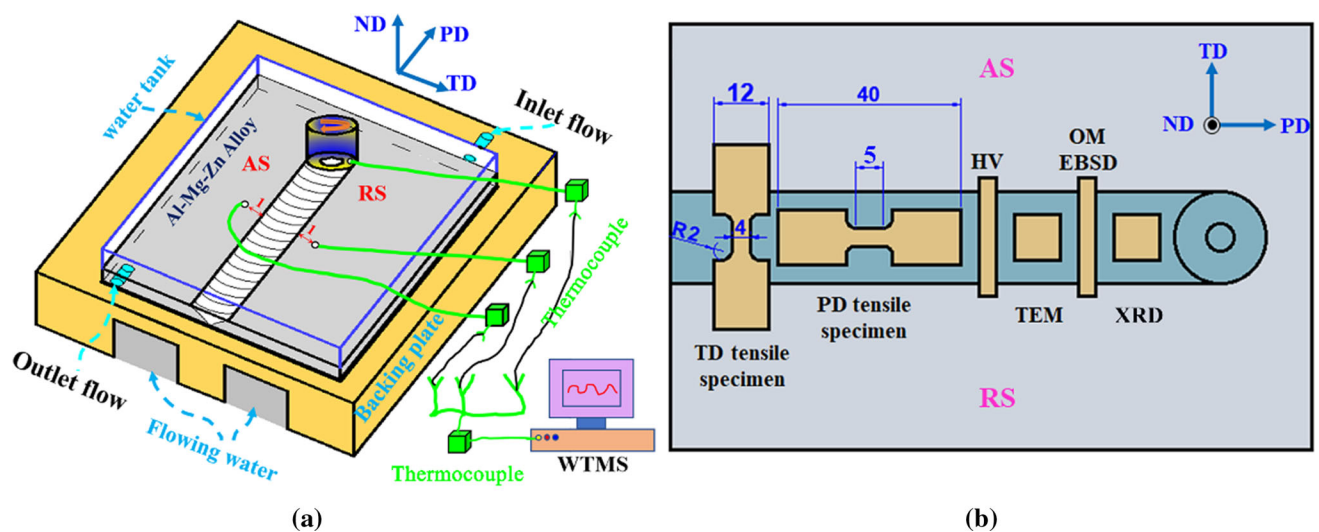 ND
PD
TD
water tank
Inlet flow
Al-Mg-Zn Alloy
AS
RS
1
1
Thermocouple
Backing plate
Outlet flow
Flowing water
Thermocouple
WTMS
(a)
AS
TD
ND
PD
12
40
5
4
R2
HV
OM
EBSD
TEM
XRD
PD tensile
specimen
TD tensile
specimen
RS
(b)